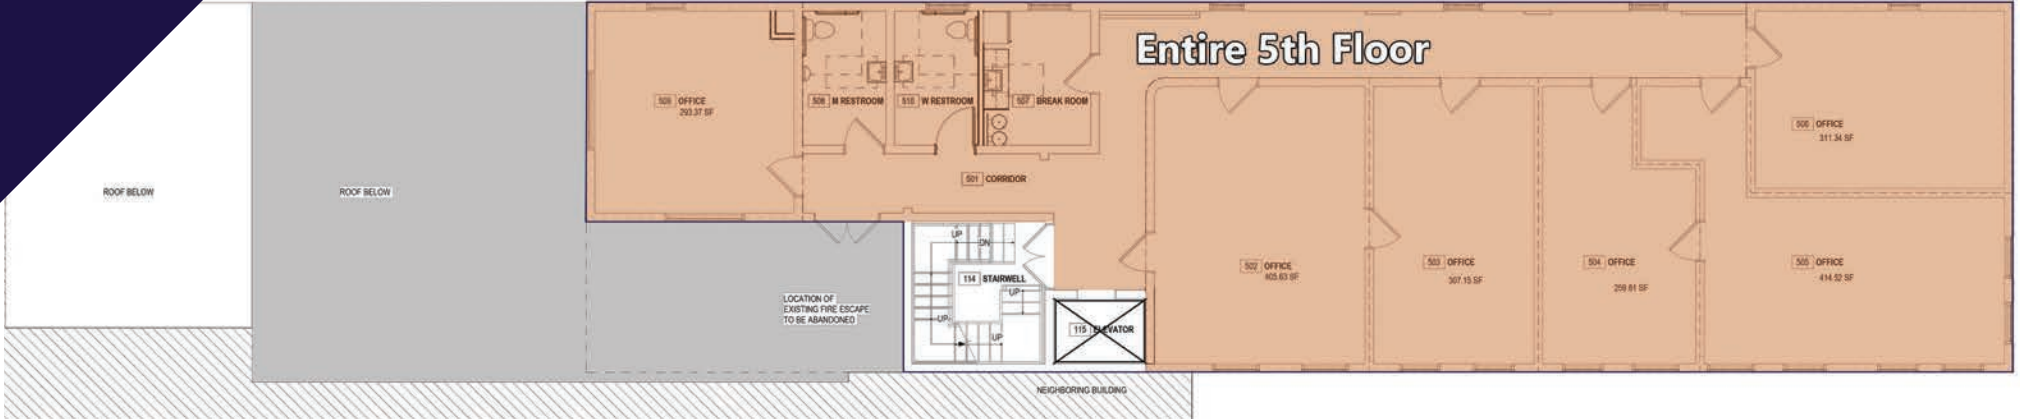 Entire 5th Floor
509 OFFICE
293.37 SF
508 M RESTROOM
510 W RESTROOM
507 BREAK ROOM
506 OFFICE
311.34 SF
ROOF BELOW
ROOF BELOW
501 CORRIDOR
UP
DN
114 STAIRWELL
UP
UP
UP
502 OFFICE
405.63 SF
503 OFFICE
307.15 SF
504 OFFICE
259.81 SF
505 OFFICE
414.52 SF
LOCATION OF
EXISTING FIRE ESCAPE
TO BE ABANDONED
115 ELEVATOR
NEIGHBORING BUILDING